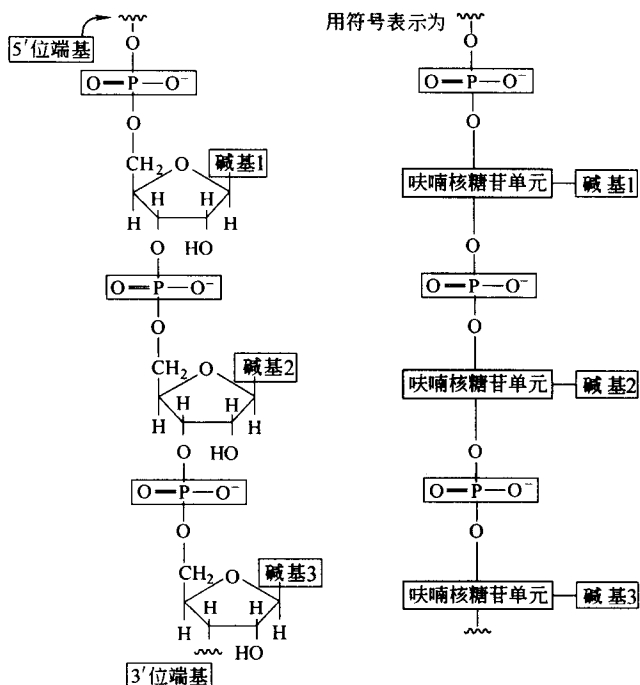 5′位端基
O
O=P—O⁻
O
CH₂ O 碱基1
H H
H H
O HO
O=P—O⁻
O
CH₂ O 碱基2
H H
H H
O HO
O=P—O⁻
O
CH₂ O 碱基3
H H
H H
HO
3′位端基
用符号表示为
O
O=P—O⁻
O
呋喃核糖苷单元—碱基1
O
O=P—O⁻
O
呋喃核糖苷单元—碱基2
O
O=P—O⁻
O
呋喃核糖苷单元—碱基3